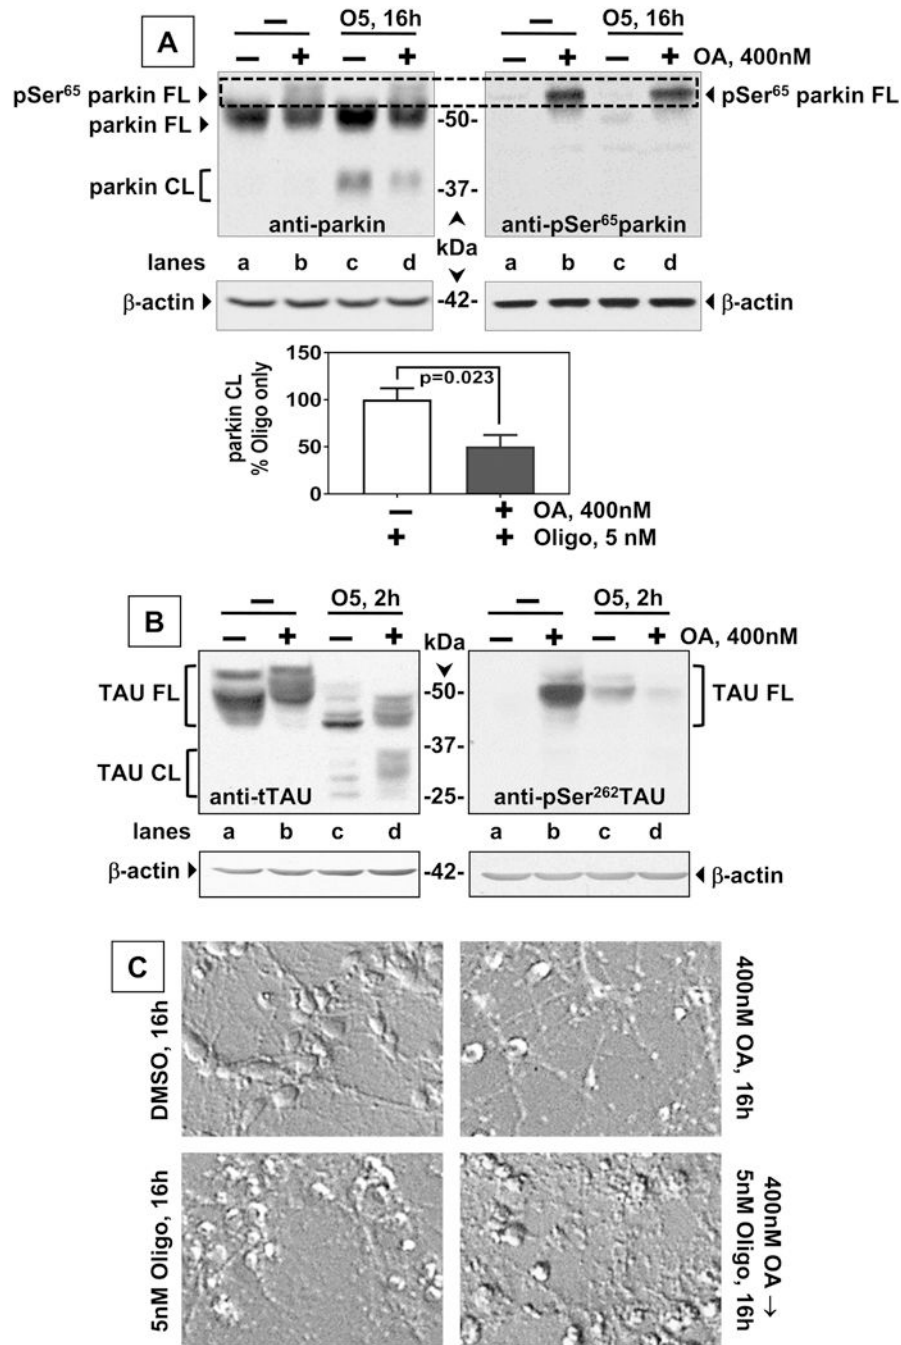 A
— O5, 16h — O5, 16h
— + — + — + — + OA, 400nM
pSer⁶⁵ parkin FL pSer⁶⁵ parkin FL
parkin FL -50-
parkin CL -37-
anti-parkin anti-pSer⁶⁵parkin
kDa
lanes a b c d a b c d
β-actin -42- β-actin
150
100
50
0
parkin CL
% Oligo only
p=0.023
— + OA, 400nM
+ + Oligo, 5 nM
B
— O5, 2h — O5, 2h
— + — + kDa — + — + OA, 400nM
TAU FL -50- TAU FL
-37-
TAU CL
anti-tTAU -25- anti-pSer²⁶²TAU
lanes a b c d a b c d
β-actin -42- β-actin
C
DMSO, 16h
400nM OA, 16h
5nM Oligo, 16h
400nM OA →
5nM Oligo, 16h